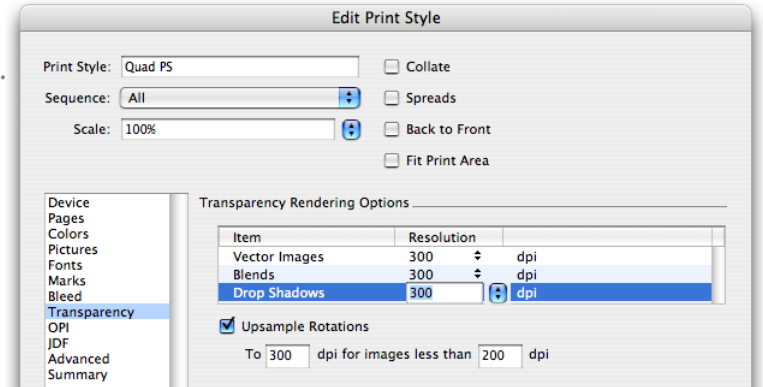 Edit Print Style
Print Style: Quad PS
Collate
Sequence: All
Spreads
Scale: 100%
Back to Front
Fit Print Area
Device
Pages
Colors
Pictures
Fonts
Marks
Bleed
Transparency
OPI
JDF
Advanced
Summary
Transparency Rendering Options
Item Resolution
Vector Images 300 dpi
Blends 300 dpi
Drop Shadows 300 dpi
Upsample Rotations
To 300 dpi for images less than 200 dpi